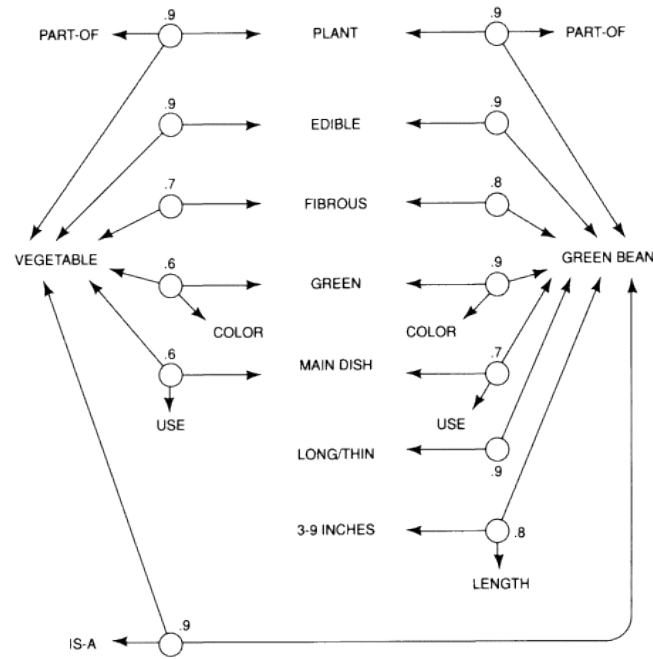 .9 .9
PART-OF PLANT PART-OF
.9 .9
EDIBLE
.7 .8
FIBROUS
VEGETABLE GREEN BEAN
.6 .9
GREEN
COLOR COLOR
.6 .7
MAIN DISH
USE USE
LONG/THIN
.9
3-9 INCHES .8
LENGTH
.9
IS-A